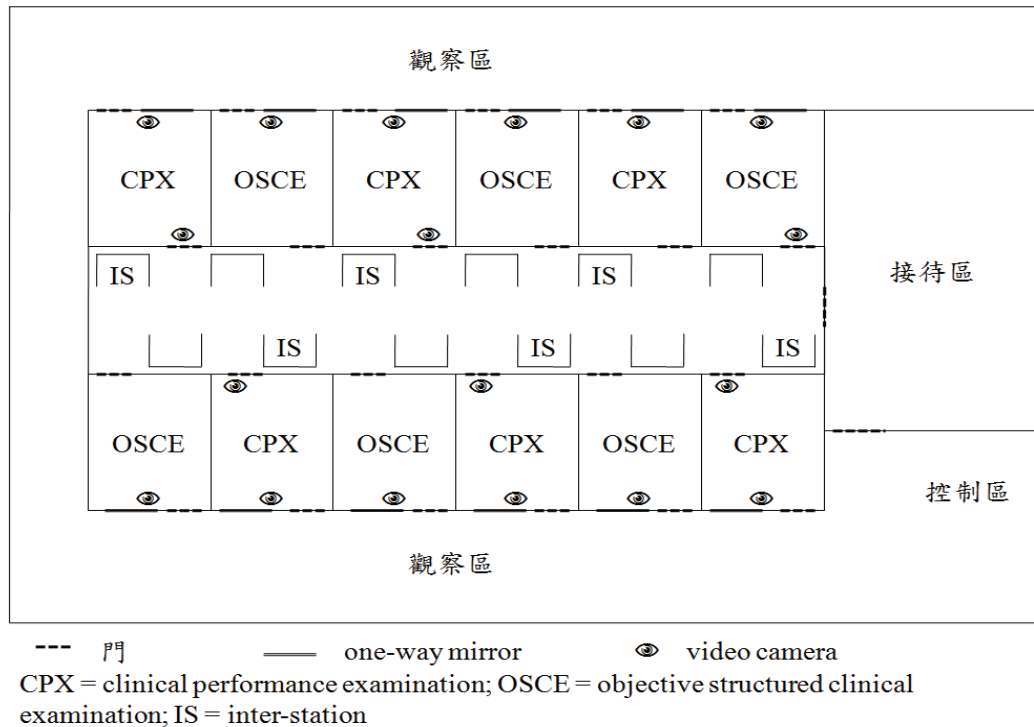 觀察區
CPX OSCE CPX OSCE CPX OSCE
接待區
IS IS IS
IS IS IS
OSCE CPX OSCE CPX OSCE CPX
控制區
觀察區
門 one-way mirror video camera
CPX = clinical performance examination; OSCE = objective structured clinical
examination; IS = inter-station